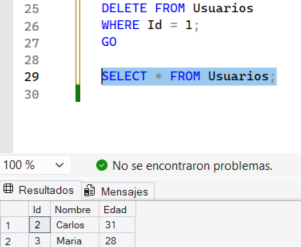 25 DELETE FROM Usuarios
26 WHERE Id = 1;
27 GO
28
29 SELECT * FROM Usuarios;
30
100 % No se encontraron problemas.
Resultados Mensajes
Id Nombre Edad
1 2 Carlos 31
2 3 Maria 28